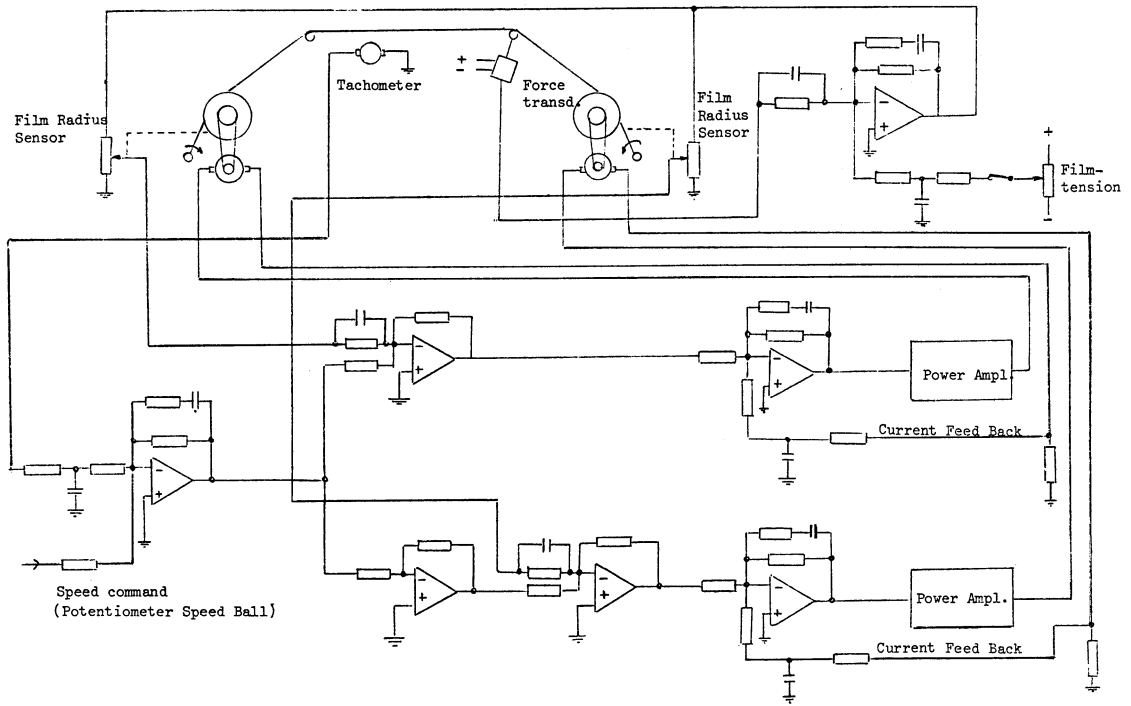 Tachometer
+
-
Force
transd.
Film Radius
Sensor
Film Radius
Sensor
-
+
+
Film-
tension
-
-
+
-
+
Power Ampl.
Current Feed Back
-
+
Speed command
(Potentiometer Speed Ball)
-
+
-
+
-
+
Power Ampl.
Current Feed Back